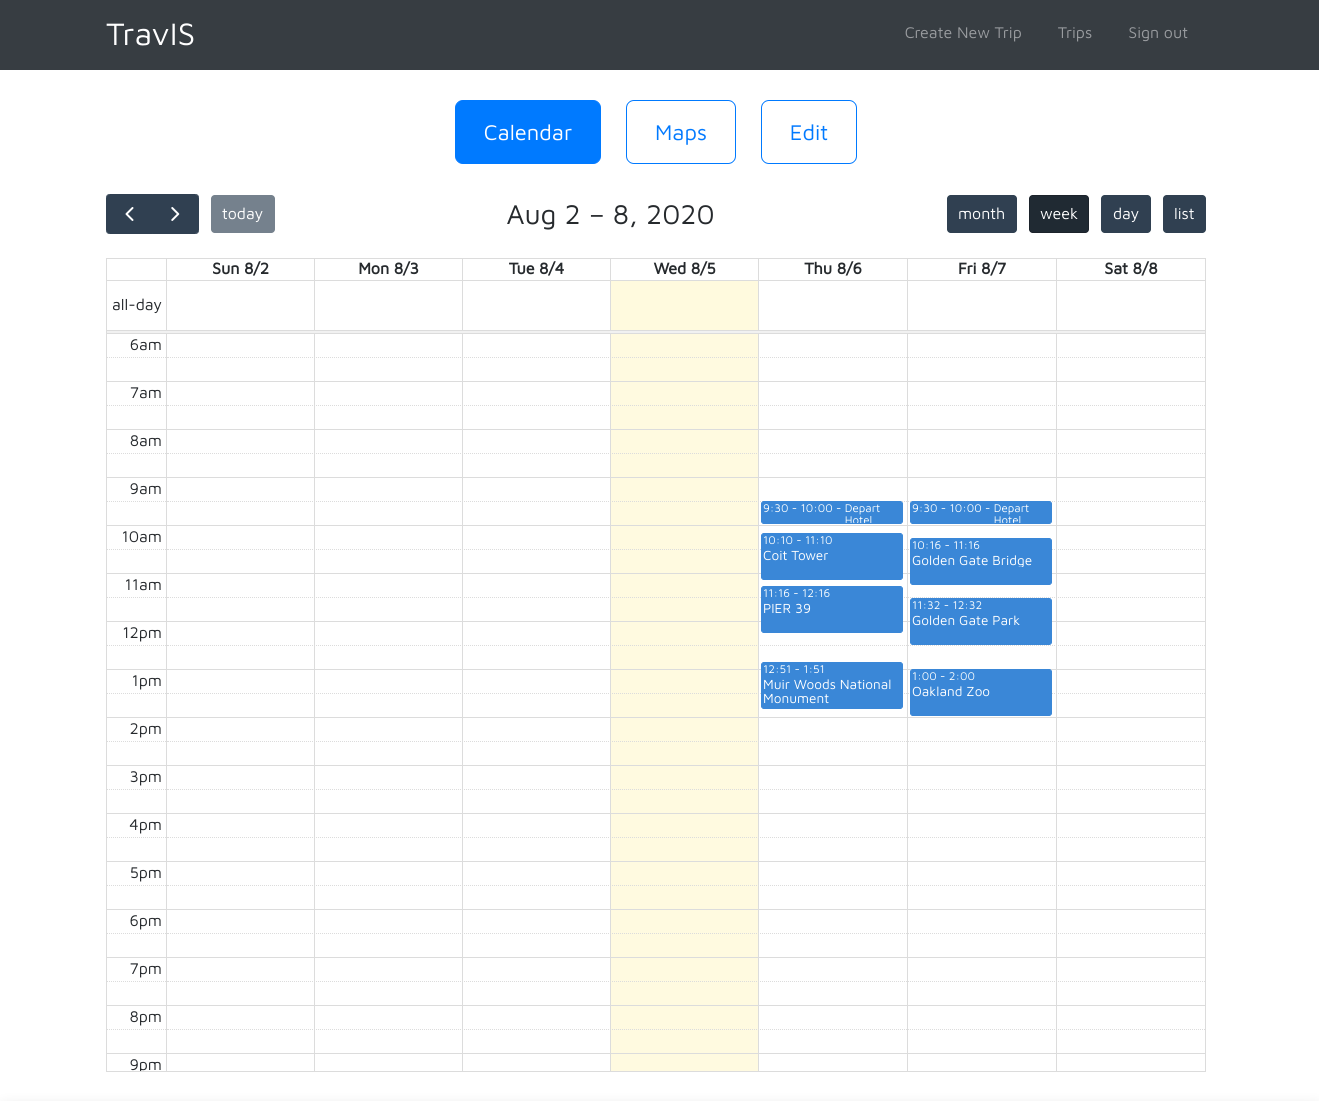 TravIS
Create New Trip
Trips
Sign out
Calendar
Maps
Edit
today
Aug 2 – 8, 2020
month
week
day
list
Sun 8/2
Mon 8/3
Tue 8/4
Wed 8/5
Thu 8/6
Fri 8/7
Sat 8/8
all-day
6am
7am
8am
9am
10am
11am
12pm
1pm
2pm
3pm
4pm
5pm
6pm
7pm
8pm
9pm
9:30 - 10:00 - Depart
Hotel
10:10 - 11:10
Coit Tower
11:16 - 12:16
PIER 39
12:51 - 1:51
Muir Woods National
Monument
9:30 - 10:00 - Depart
Hotel
10:16 - 11:16
Golden Gate Bridge
11:32 - 12:32
Golden Gate Park
1:00 - 2:00
Oakland Zoo